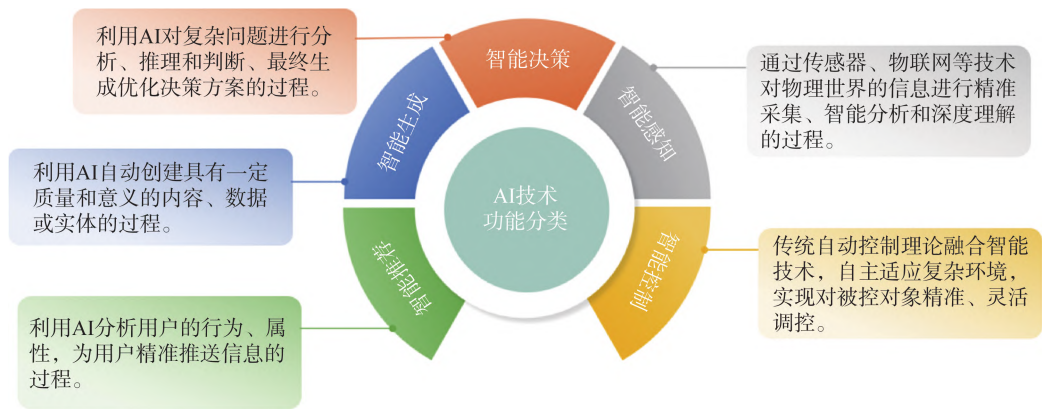 利用AI对复杂问题进行分
析、推理和判断、最终生
成优化决策方案的过程。
利用AI自动创建具有一定
质量和意义的内容、数据
或实体的过程。
利用AI分析用户的行为、属
性，为用户精准推送信息的
过程。
智能决策
智能生成
智能推荐
智能感知
智能控制
AI技术
功能分类
通过传感器、物联网等技术
对物理世界的信息进行精准
采集、智能分析和深度理解
的过程。
传统自动控制理论融合智能
技术，自主适应复杂环境，
实现对被控对象精准、灵活
调控。